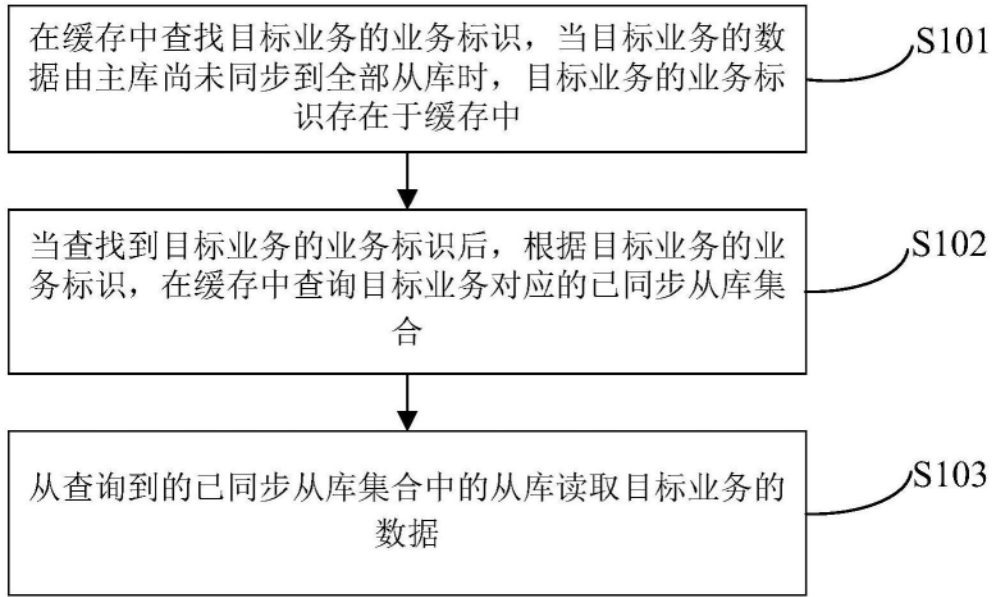 在缓存中查找目标业务的业务标识，当目标业务的数
据由主库尚未同步到全部从库时，目标业务的业务标
识存在于缓存中
S101
当查找到目标业务的业务标识后，根据目标业务的业
务标识，在缓存中查询目标业务对应的已同步从库集
合
S102
从查询到的已同步从库集合中的从库读取目标业务的
数据
S103